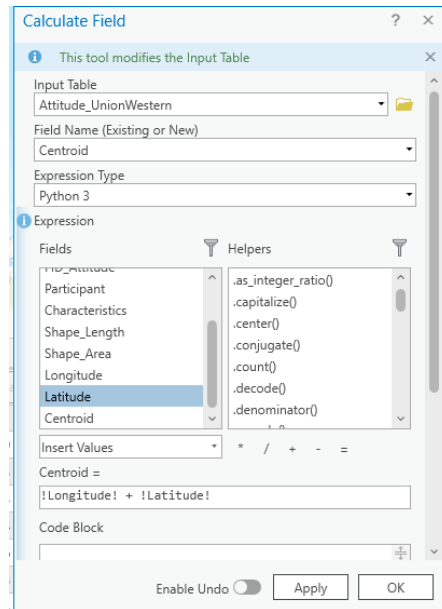 Calculate Field ? ×
This tool modifies the Input Table ×
Input Table
Attitude_UnionWestern
Field Name (Existing or New)
Centroid
Expression Type
Python 3
Expression
Fields Helpers
Participant .as_integer_ratio()
Characteristics .capitalize()
Shape_Length .center()
Shape_Area .conjugate()
Longitude .count()
Latitude .decode()
Centroid .denominator()
Insert Values * / + - =
Centroid =
!Longitude! + !Latitude!
Code Block
Enable Undo Apply OK